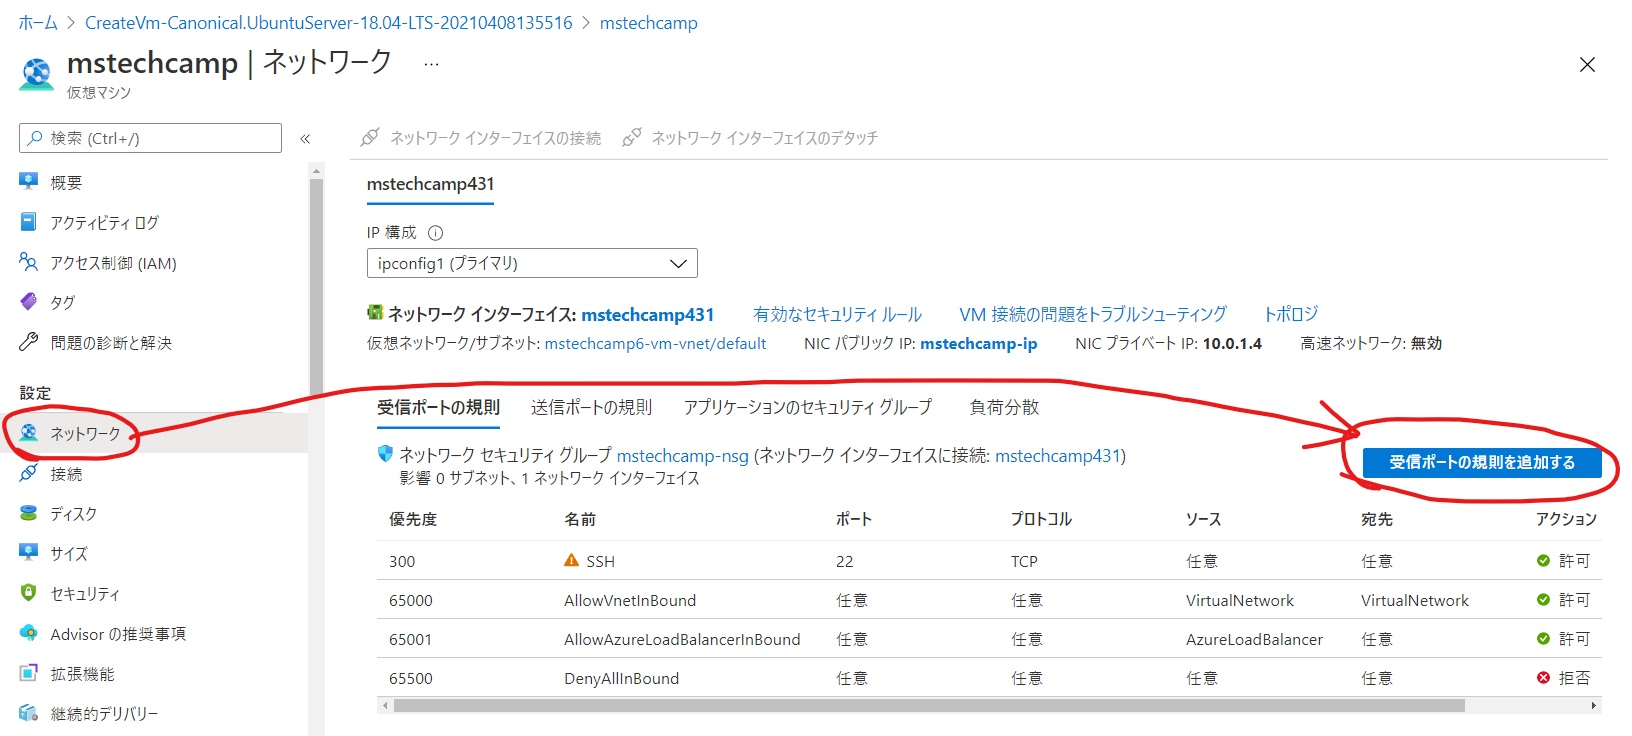 ホーム > CreateVm-Canonical.UbuntuServer-18.04-LTS-20210408135516 > mstechcamp
mstechcamp | ネットワーク ...
仮想マシン
検索 (Ctrl+/)
概要
アクティビティ ログ
アクセス制御 (IAM)
タグ
問題の診断と解決
設定
ネットワーク
接続
ディスク
サイズ
セキュリティ
Advisor の推奨事項
拡張機能
継続的デリバリー
ネットワーク インターフェイスの接続 ネットワーク インターフェイスのデタッチ
mstechcamp431
IP 構成
ipconfig1 (プライマリ)
ネットワーク インターフェイス: mstechcamp431 有効なセキュリティ ルール VM 接続の問題をトラブルシューティング トポロジ
仮想ネットワーク/サブネット: mstechcamp6-vm-vnet/default NIC パブリック IP: mstechcamp-ip NIC プライベート IP: 10.0.1.4 高速ネットワーク: 無効
受信ポートの規則 送信ポートの規則 アプリケーションのセキュリティ グループ 負荷分散
ネットワーク セキュリティ グループ mstechcamp-nsg (ネットワーク インターフェイスに接続: mstechcamp431)
影響 0 サブネット、1 ネットワーク インターフェイス
受信ポートの規則を追加する
優先度 名前 ポート プロトコル ソース 宛先 アクション
300 SSH 22 TCP 任意 任意 許可
65000 AllowVnetInBound 任意 任意 VirtualNetwork VirtualNetwork 許可
65001 AllowAzureLoadBalancerInBound 任意 任意 AzureLoadBalancer 任意 許可
65500 DenyAllInBound 任意 任意 任意 任意 拒否